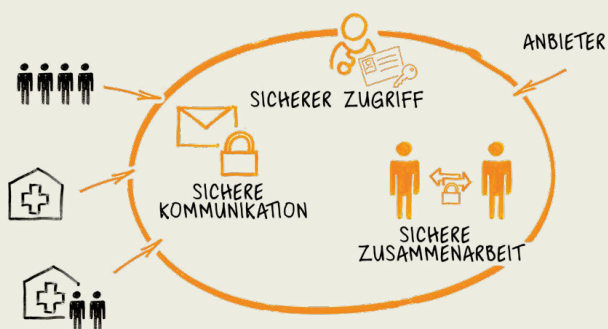 ANBIETER
SICHERER ZUGRIFF
SICHERE
KOMMUNIKATION
SICHERE
ZUSAMMENARBEIT